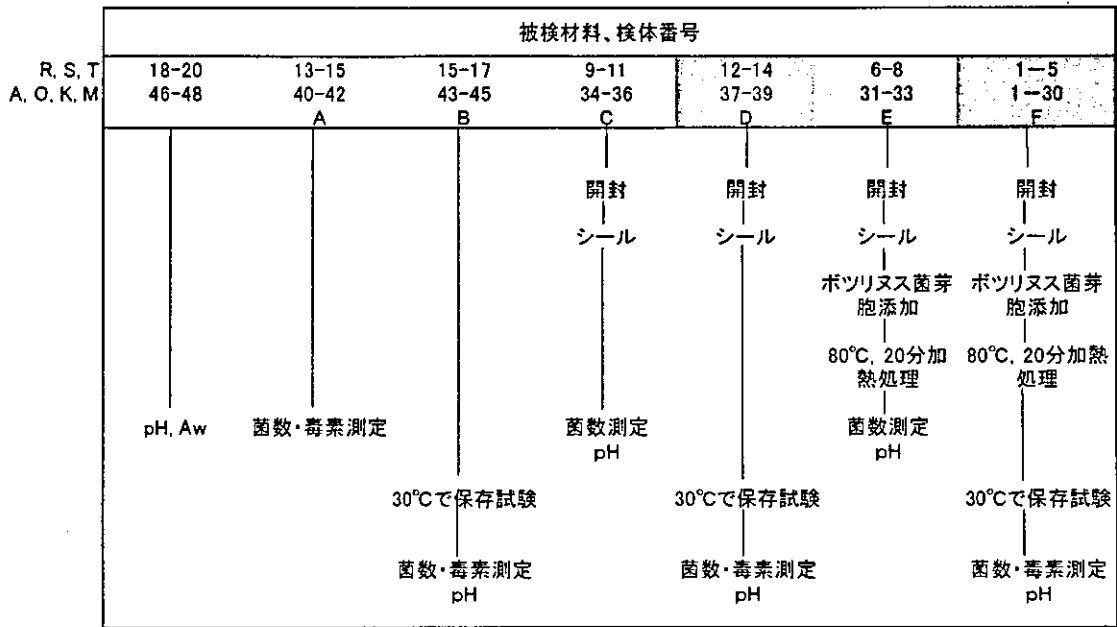 被検材料、検体番号
R, S, T 18-20 13-15 15-17 9-11 12-14 6-8 1-5
A, O, K, M 46-48 40-42 43-45 34-36 37-39 31-33 1-30
A B C D E F
開封 開封 開封 開封
シール シール シール シール
ボツリヌス菌芽 ボツリヌス菌芽
胞添加 胞添加
80℃, 20分加 80℃, 20分加熱
熱処理 処理
pH, Aw 菌数・毒素測定 菌数測定 菌数測定
pH pH
30℃で保存試験 30℃で保存試験 30℃で保存試験
菌数・毒素測定 菌数・毒素測定 菌数・毒素測定
pH pH pH